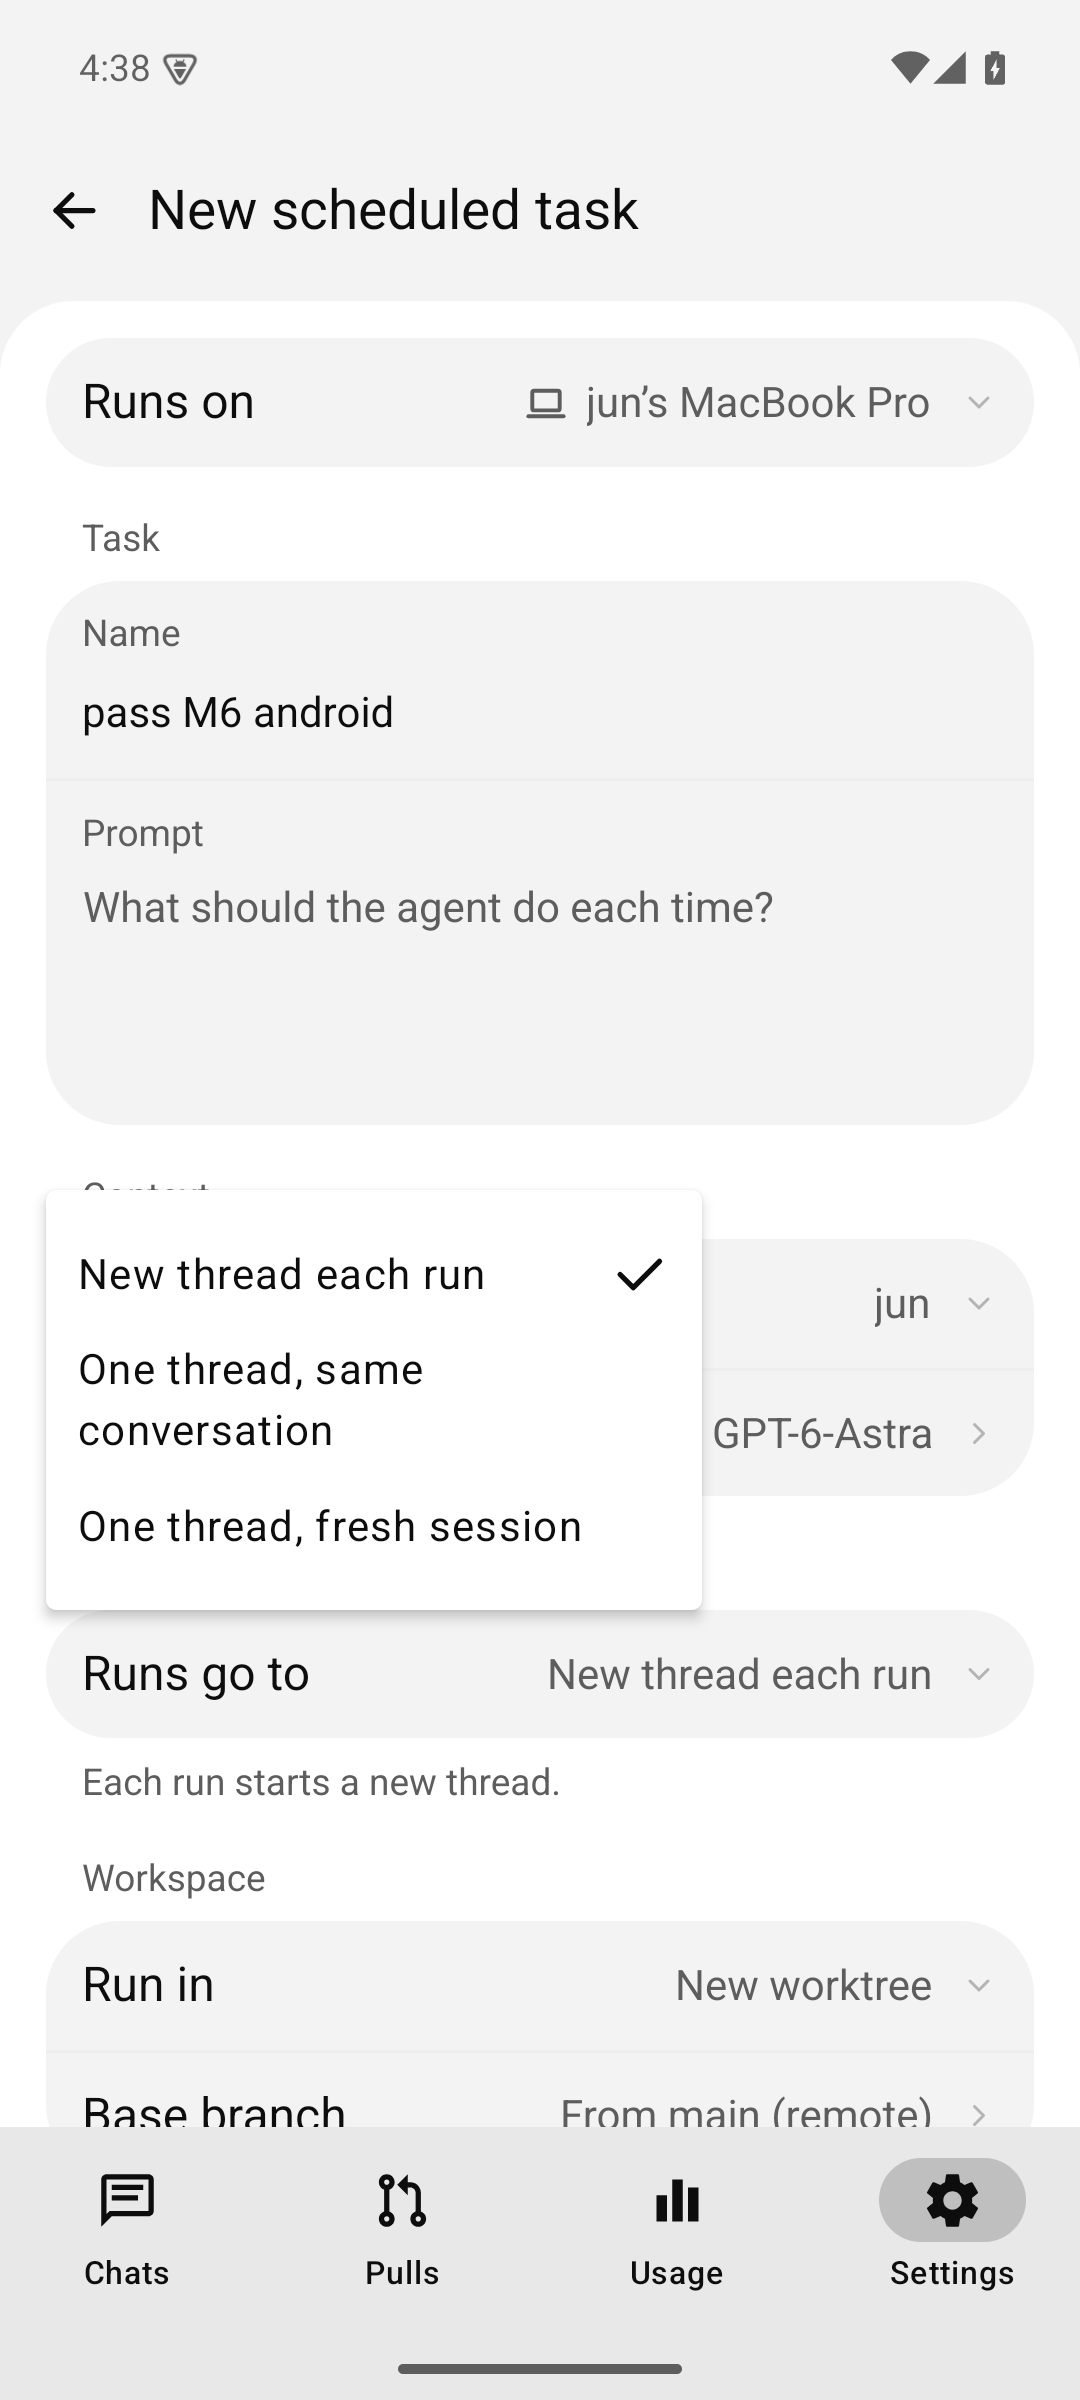 4:38
New scheduled task
Runs on
jun’s MacBook Pro
Task
Name
pass M6 android
Prompt
What should the agent do each time?
New thread each run
One thread, same
conversation
One thread, fresh session
jun
GPT-6-Astra
Runs go to
New thread each run
Each run starts a new thread.
Workspace
Run in
New worktree
Base branch
From main (remote)
Chats
Pulls
Usage
Settings